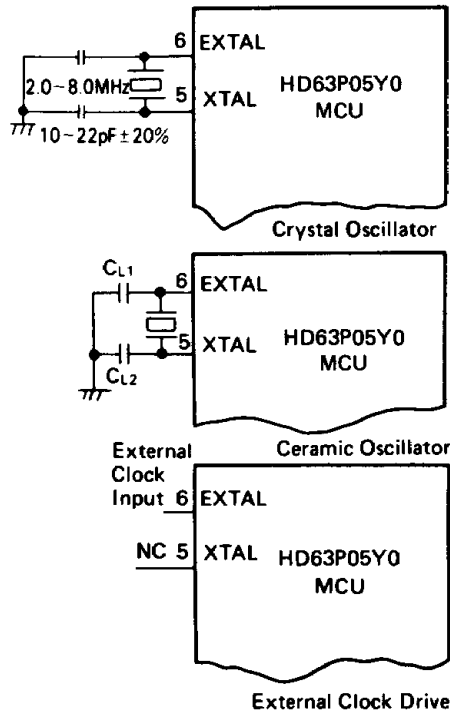 6 EXTAL
2.0~8.0MHz
5 XTAL
HD63P05Y0
MCU
10~22pF±20%
Crystal Oscillator
CL1
6 EXTAL
HD63P05Y0
MCU
5 XTAL
CL2
Ceramic Oscillator
External
Clock
Input 6 EXTAL
NC 5 XTAL
HD63P05Y0
MCU
External Clock Drive